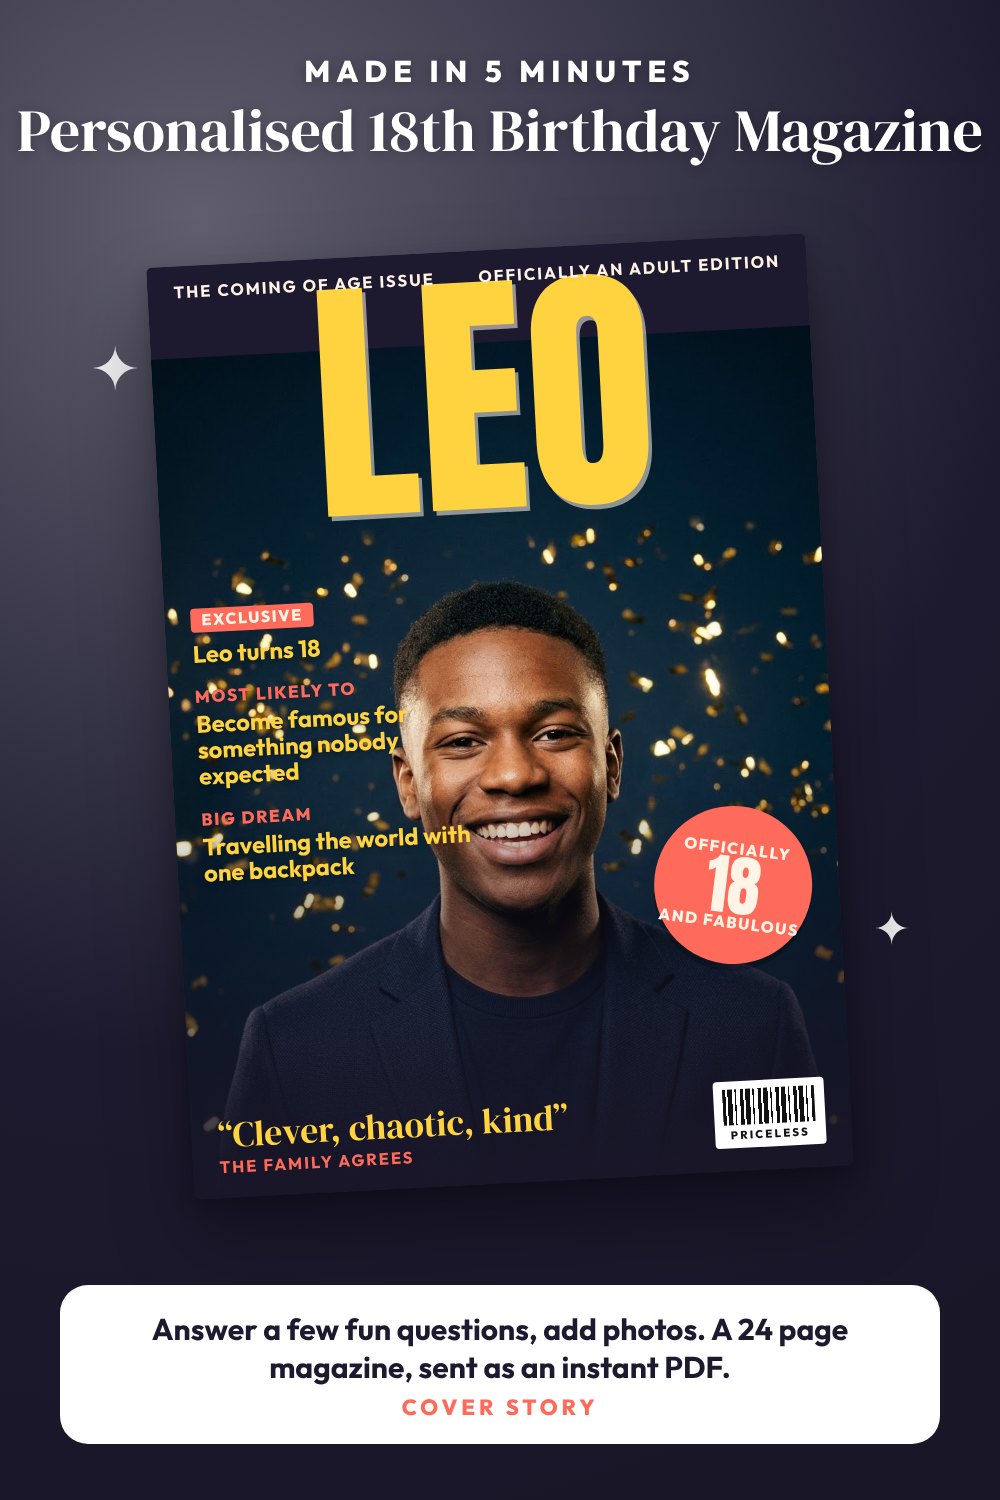 MADE IN 5 MINUTES
Personalised 18th Birthday Magazine
THE COMING OF AGE ISSUE
OFFICIALLY AN ADULT EDITION
LEO
EXCLUSIVE
Leo turns 18
MOST LIKELY TO
Become famous for
something nobody
expected
BIG DREAM
Travelling the world with
one backpack
OFFICIALLY
18
AND FABULOUS
“Clever, chaotic, kind”
THE FAMILY AGREES
PRICELESS
Answer a few fun questions, add photos. A 24 page
magazine, sent as an instant PDF.
COVER STORY